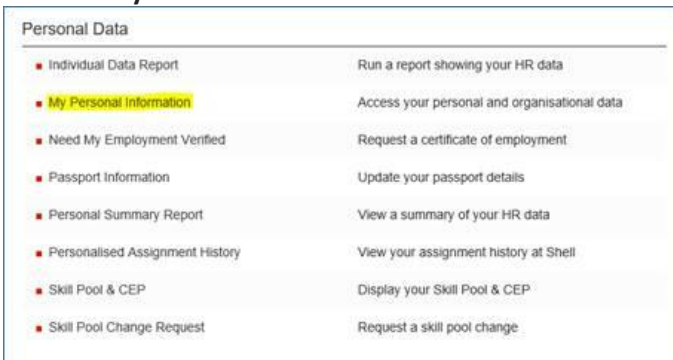 Personal Data
Individual Data Report Run a report showing your HR data
My Personal Information Access your personal and organisational data
Need My Employment Verified Request a certificate of employment
Passport Information Update your passport details
Personal Summary Report View a summary of your HR data
Personalised Assignment History View your assignment history at Shell
Skill Pool & CEP Display your Skill Pool & CEP
Skill Pool Change Request Request a skill pool change